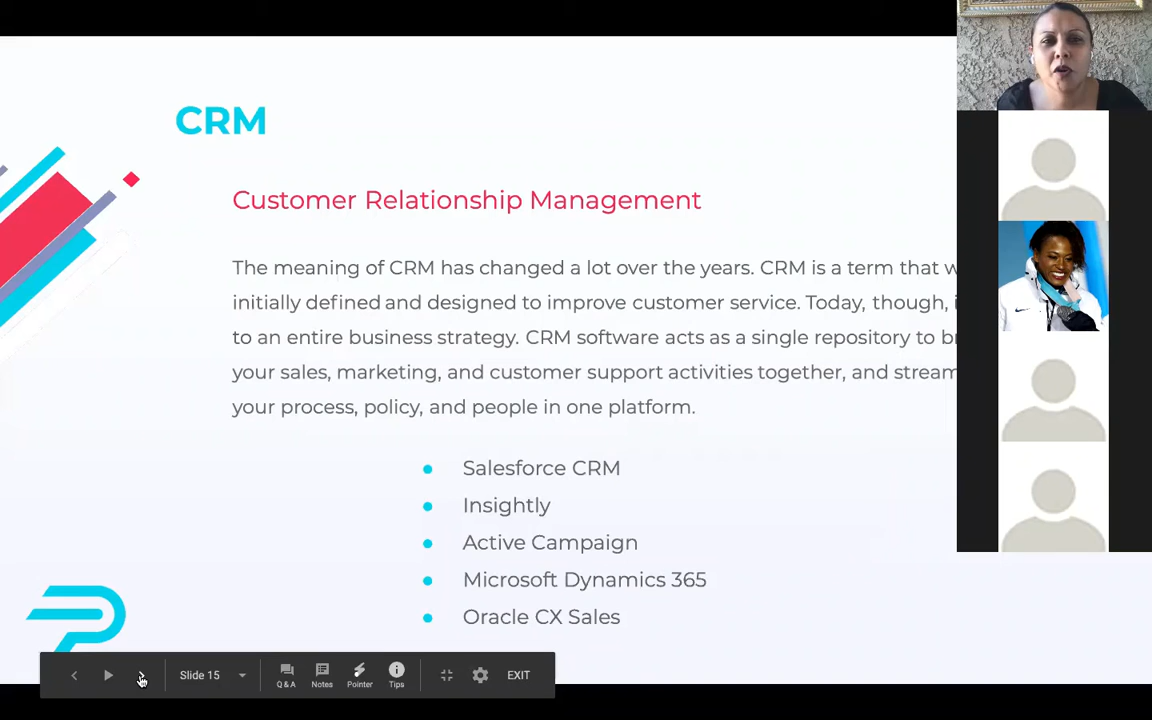 CRM
Customer Relationship Management
The meaning of CRM has changed a lot over the years. CRM is a term that
initially defined and designed to improve customer service. Today, though,
to an entire business strategy. CRM software acts as a single repository to
your sales, marketing, and customer support activities together, and
your process, policy, and people in one platform.
Salesforce CRM
Insightly
Active Campaign
Microsoft Dynamics 365
Oracle CX Sales
Slide 15
Q & A
Notes
Pointer
Tips
EXIT